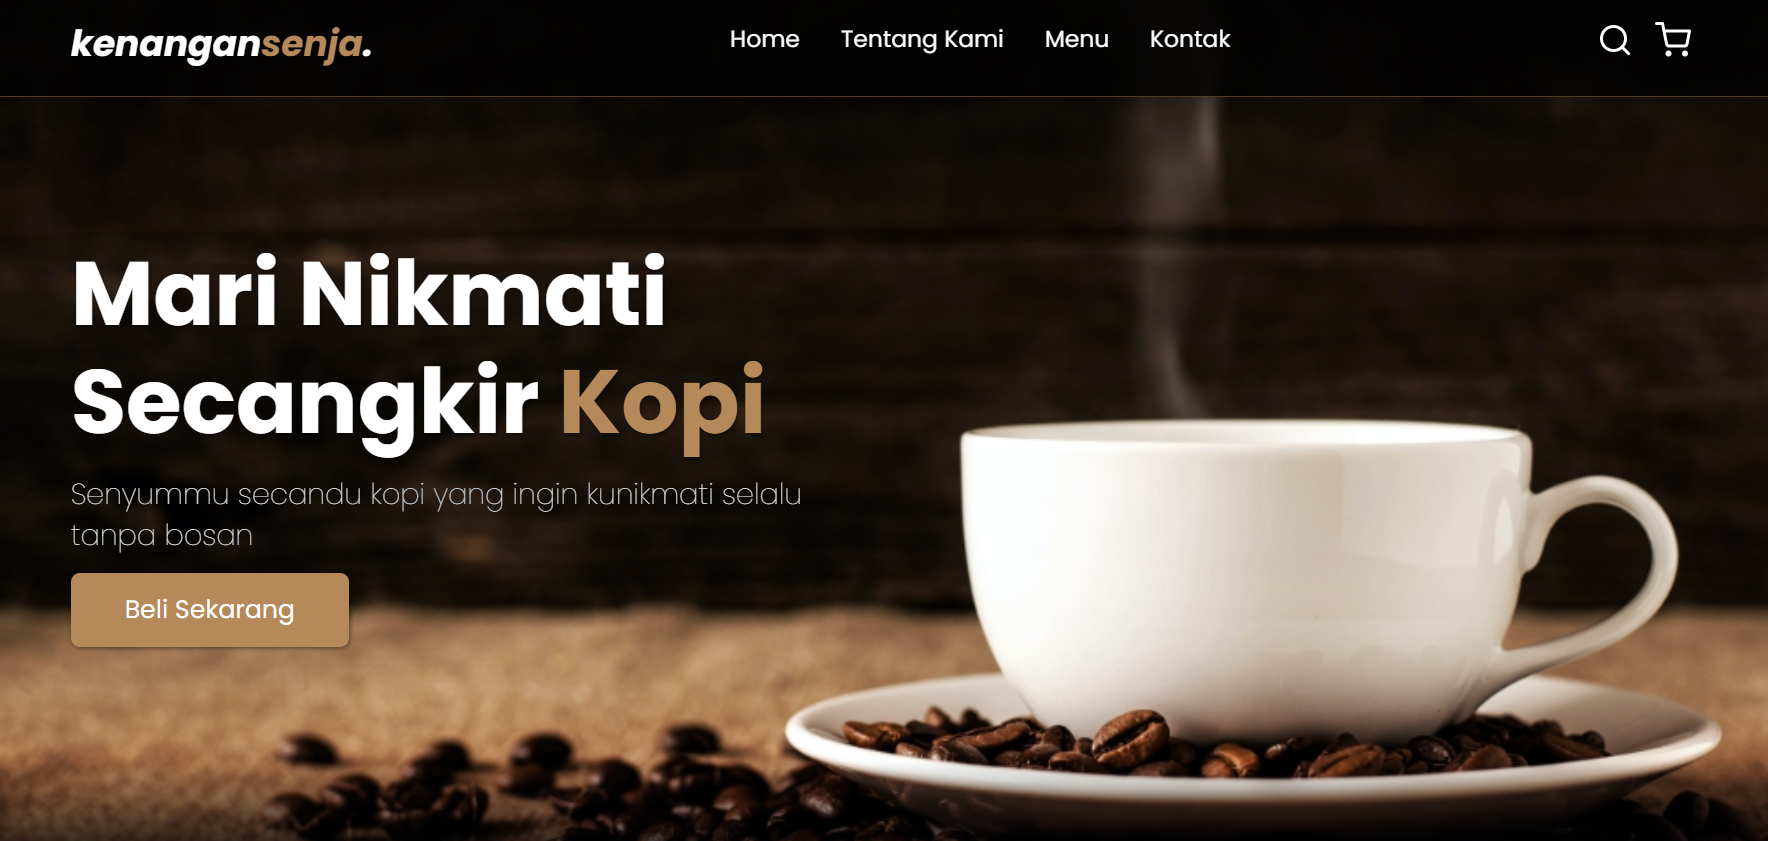 kenangansenja.
Home Tentang Kami Menu Kontak
Mari Nikmati
Secangkir Kopi
Senyummu secandu kopi yang ingin kunikmati selalu
tanpa bosan
Beli Sekarang